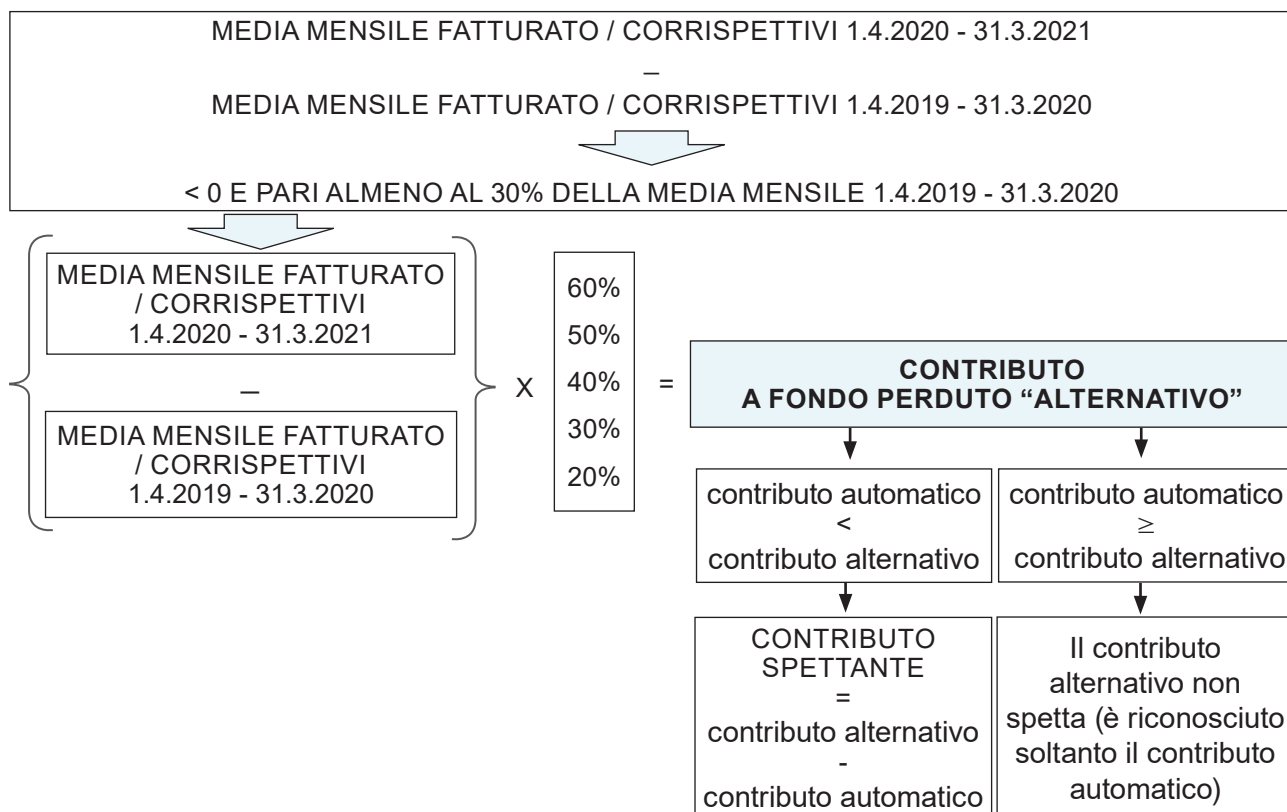 MEDIA MENSILE FATTURATO / CORRISPETTIVI 1.4.2020 - 31.3.2021
–
MEDIA MENSILE FATTURATO / CORRISPETTIVI 1.4.2019 - 31.3.2020
< 0 E PARI ALMENO AL 30% DELLA MEDIA MENSILE 1.4.2019 - 31.3.2020
MEDIA MENSILE FATTURATO
/ CORRISPETTIVI
1.4.2020 - 31.3.2021
–
MEDIA MENSILE FATTURATO
/ CORRISPETTIVI
1.4.2019 - 31.3.2020
X
60%
50%
40%
30%
20%
=
CONTRIBUTO
A FONDO PERDUTO “ALTERNATIVO”
contributo automatico
<
contributo alternativo
contributo automatico
≥
contributo alternativo
CONTRIBUTO
SPETTANTE
=
contributo alternativo
-
contributo automatico
Il contributo
alternativo non
spetta (è riconosciuto
soltanto il contributo
automatico)